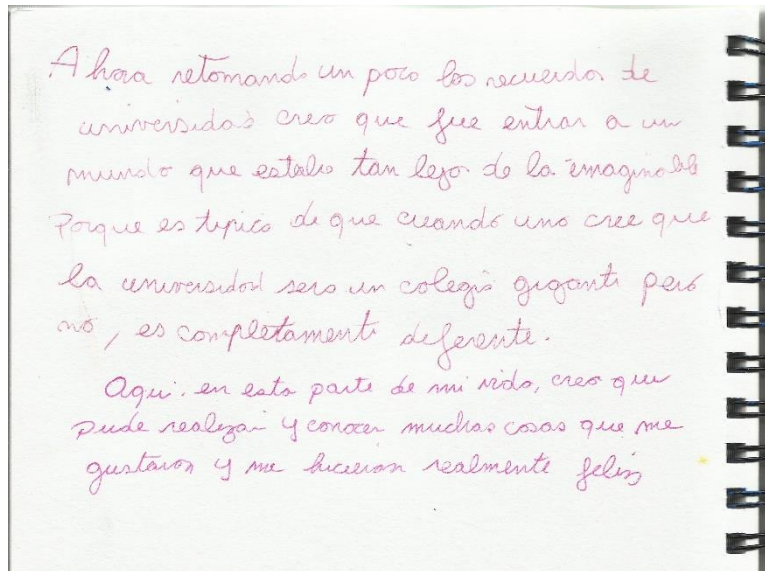 Ahora retomando un poco los recuerdos de
universidad creo que fue entrar a un
mundo que estaba tan lejos de lo imaginable
Porque es tipico de que cuando uno cree que
la universidad sera un colegio gigante pero
no, es completamente diferente.
Aqui. en esta parte de mi vida, creo que
pude realizar y conocer muchas cosas que me
gustaron y me hicieron realmente feliz